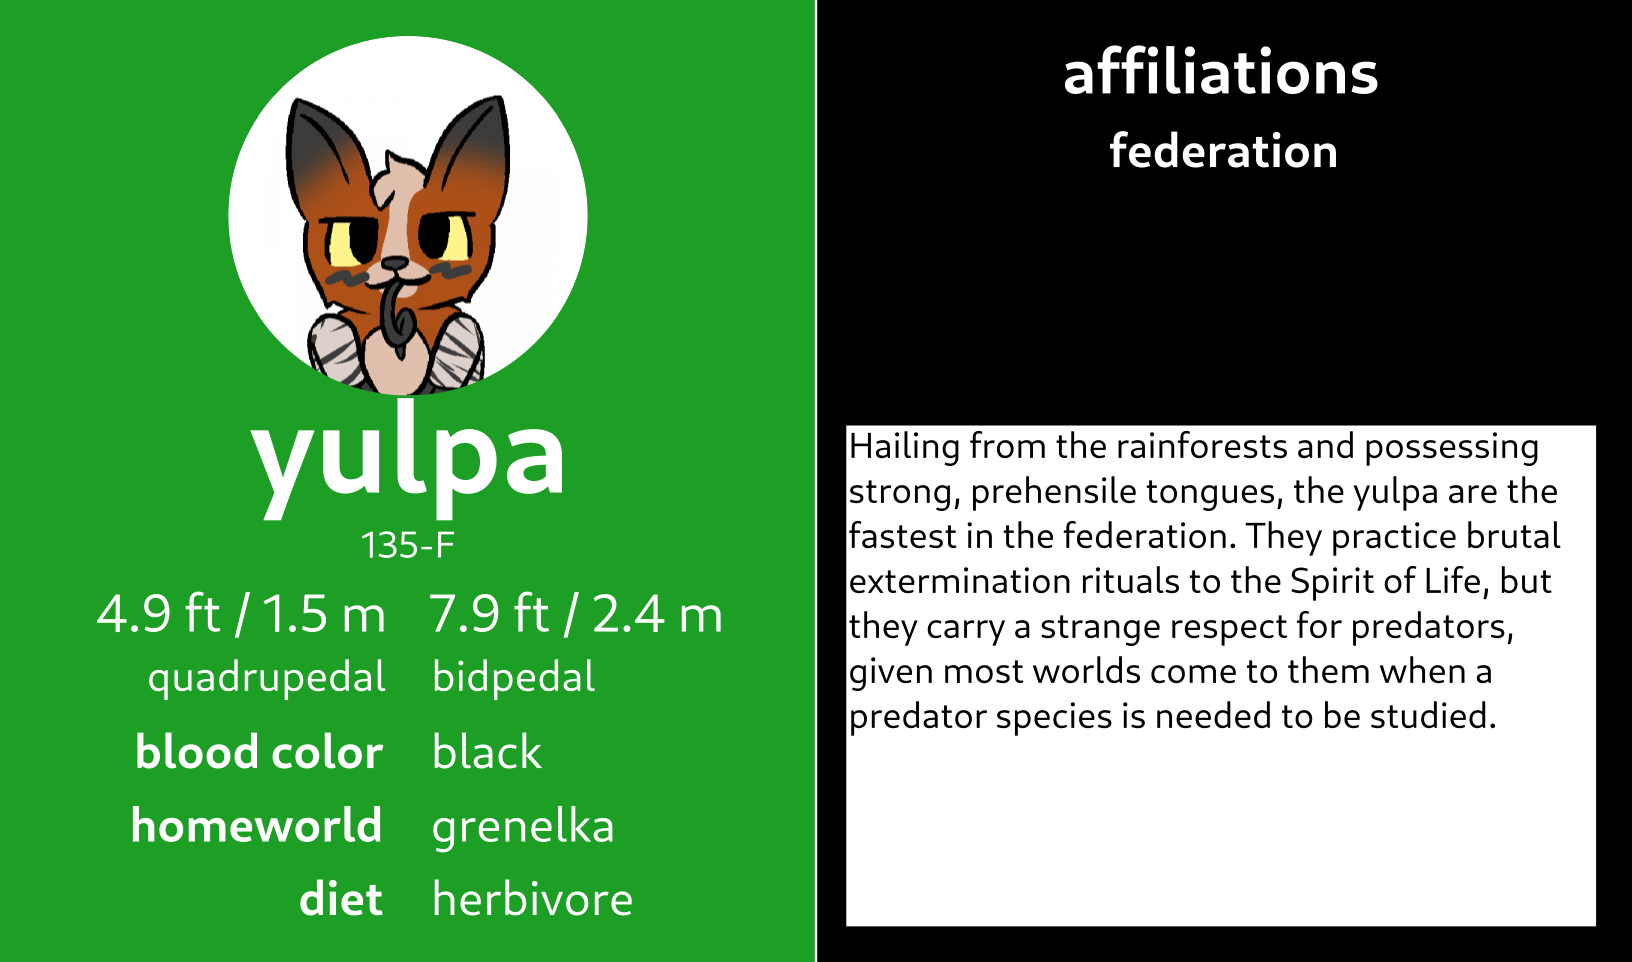 yulpa
135-F
4.9 ft / 1.5 m 7.9 ft / 2.4 m
quadrupedal bidpedal
blood color black
homeworld grenelka
diet herbivore
affiliations
federation
Hailing from the rainforests and possessing
strong, prehensile tongues, the yulpa are the
fastest in the federation. They practice brutal
extermination rituals to the Spirit of Life, but
they carry a strange respect for predators,
given most worlds come to them when a
predator species is needed to be studied.